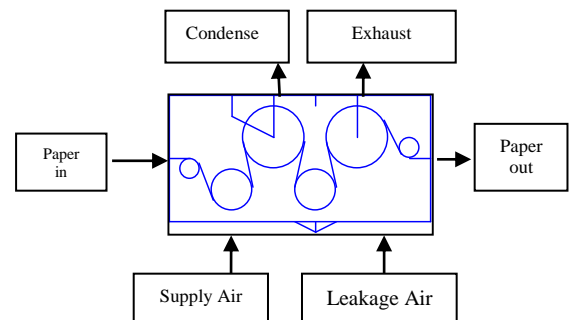 Condense
Exhaust
Paper
in
Paper
out
Supply Air
Leakage Air